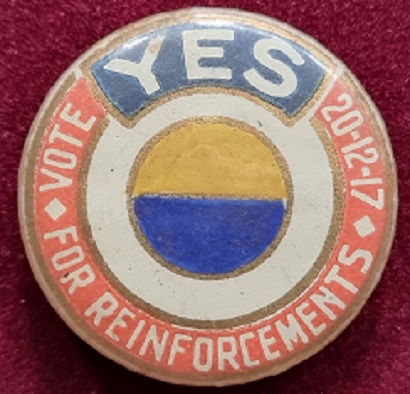 YES
VOTE ◆ FOR REINFORCEMENTS ◆ 20-12-17